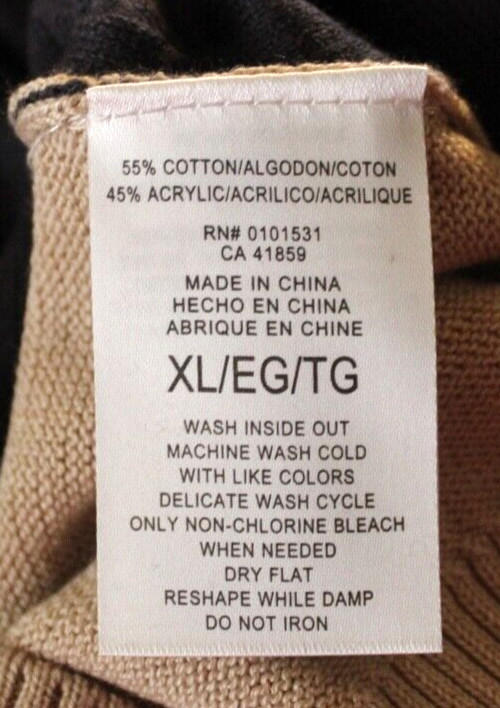 55% COTTON/ALGODON/COTON
45% ACRYLIC/ACRILICO/ACRILIQUE
RN# 0101531
CA 41859
MADE IN CHINA
HECHO EN CHINA
ABRIQUE EN CHINE
XL/EG/TG
WASH INSIDE OUT
MACHINE WASH COLD
WITH LIKE COLORS
DELICATE WASH CYCLE
ONLY NON-CHLORINE BLEACH
WHEN NEEDED
DRY FLAT
RESHAPE WHILE DAMP
DO NOT IRON